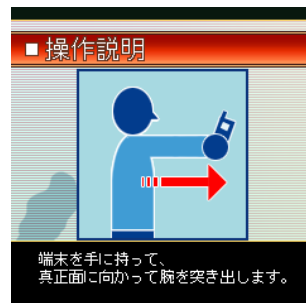 ■操作説明
端末を手に持って、
真正面に向かって腕を突き出します。